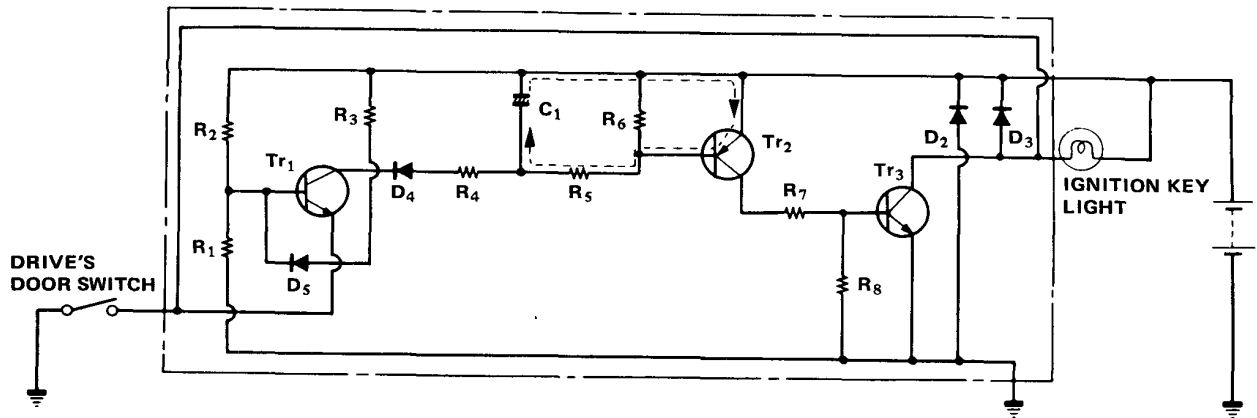 C1
R3
R6
R2
Tr2
Tr1
D2
D3
Tr3
D4
R4
R5
IGNITION KEY
LIGHT
R7
R1
DRIVE'S
DOOR SWITCH
D5
R8